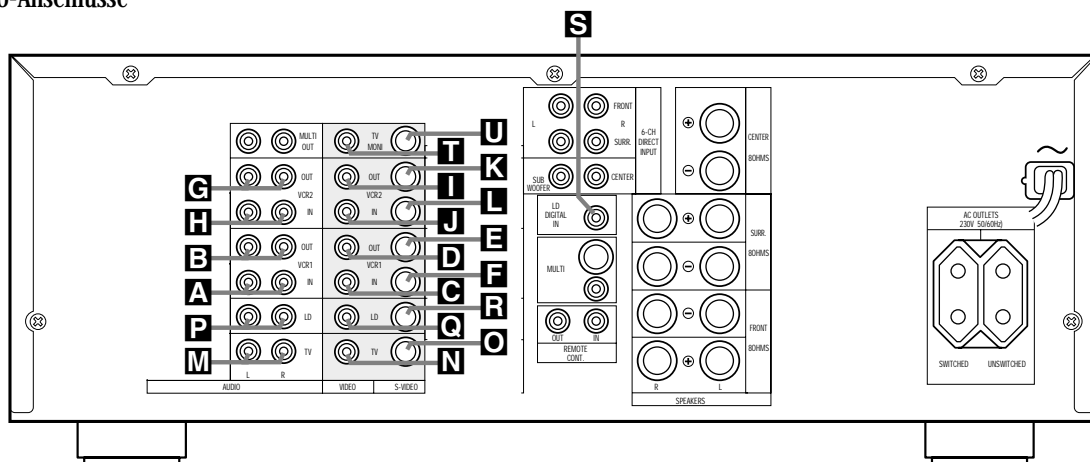 o-Anschlüsse
S
MULTI OUT
TV MONI
U
T
FRONT
L
R
SURR.
6-CH DIRECT INPUT
SUB WOOFER
CENTER
CENTER
8OHMS
G
OUT
VCR2
OUT
VCR2
K
I
H
IN
IN
L
J
LD DIGITAL IN
B
OUT
VCR1
OUT
VCR1
E
D
MULTI
A
IN
IN
F
C
P
LD
LD
R
Q
M
TV
TV
O
N
L
R
AUDIO
VIDEO
S-VIDEO
OUT
IN
REMOTE CONT.
SURR.
8OHMS
FRONT
8OHMS
R
L
SPEAKERS
AC OUTLETS
230V 50/60Hz)
SWITCHED
UNSWITCHED